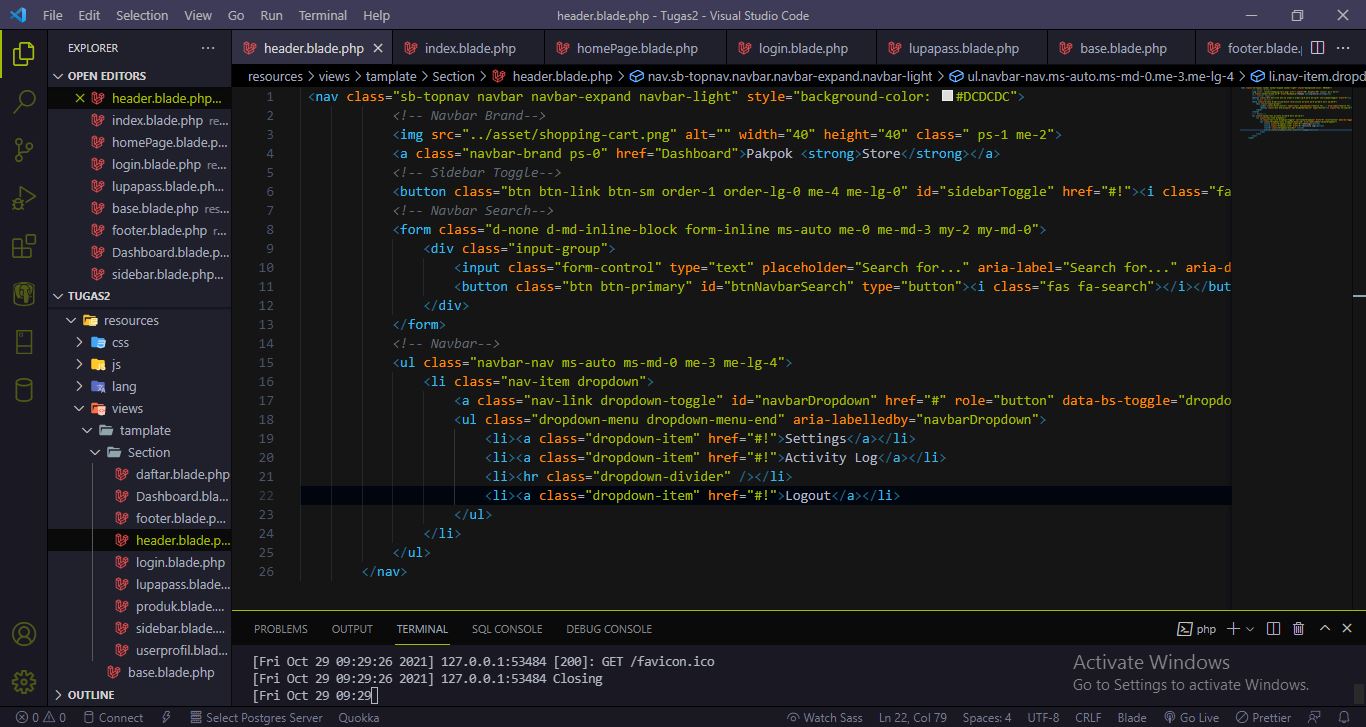 File Edit Selection View Go Run Terminal Help header.blade.php - Tugas2 - Visual Studio Code
EXPLORER ···
OPEN EDITORS
header.blade.php...
index.blade.php re...
homePage.blade.p...
login.blade.php re...
lupapass.blade.ph...
base.blade.php res...
footer.blade.php r...
Dashboard.blade.p...
sidebar.blade.php...
TUGAS2
resources
css
js
lang
views
tamplate
Section
daftar.blade.php
Dashboard.bla...
footer.blade.p...
header.blade.p...
login.blade.php
lupapass.blade...
produk.blade....
sidebar.blade....
userprofil.blad...
base.blade.php
OUTLINE
header.blade.php index.blade.php homePage.blade.php login.blade.php lupapass.blade.php base.blade.php footer.blade. ···
resources > views > tamplate > Section > header.blade.php > nav.sb-topnav.navbar.navbar-expand.navbar-light > ul.navbar-nav.ms-auto.ms-md-0.me-3.me-lg-4 > li.nav-item.dropd
1 <nav class="sb-topnav navbar navbar-expand navbar-light" style="background-color: #DCDCDC">
2 <!-- Navbar Brand-->
3 <img src="../asset/shopping-cart.png" alt="" width="40" height="40" class=" ps-1 me-2">
4 <a class="navbar-brand ps-0" href="Dashboard">Pakpok <strong>Store</strong></a>
5 <!-- Sidebar Toggle-->
6 <button class="btn btn-link btn-sm order-1 order-lg-0 me-4 me-lg-0" id="sidebarToggle" href="#!"><i class="fa
7 <!-- Navbar Search-->
8 <form class="d-none d-md-inline-block form-inline ms-auto me-0 me-md-3 my-2 my-md-0">
9 <div class="input-group">
10 <input class="form-control" type="text" placeholder="Search for..." aria-label="Search for..." aria-d
11 <button class="btn btn-primary" id="btnNavbarSearch" type="button"><i class="fas fa-search"></i></but
12 </div>
13 </form>
14 <!-- Navbar-->
15 <ul class="navbar-nav ms-auto ms-md-0 me-3 me-lg-4">
16 <li class="nav-item dropdown">
17 <a class="nav-link dropdown-toggle" id="navbarDropdown" href="#" role="button" data-bs-toggle="dropdo
18 <ul class="dropdown-menu dropdown-menu-end" aria-labelledby="navbarDropdown">
19 <li><a class="dropdown-item" href="#!">Settings</a></li>
20 <li><a class="dropdown-item" href="#!">Activity Log</a></li>
21 <li><hr class="dropdown-divider" /></li>
22 <li><a class="dropdown-item" href="#!">Logout</a></li>
23 </ul>
24 </li>
25 </ul>
26 </nav>
PROBLEMS OUTPUT TERMINAL SQL CONSOLE DEBUG CONSOLE php
[Fri Oct 29 09:29:26 2021] 127.0.0.1:53484 [200]: GET /favicon.ico
[Fri Oct 29 09:29:26 2021] 127.0.0.1:53484 Closing
[Fri Oct 29 09:29
Activate Windows
Go to Settings to activate Windows.
0 0 Connect Select Postgres Server Quokka Watch Sass Ln 22, Col 79 Spaces: 4 UTF-8 CRLF Blade Go Live Prettier